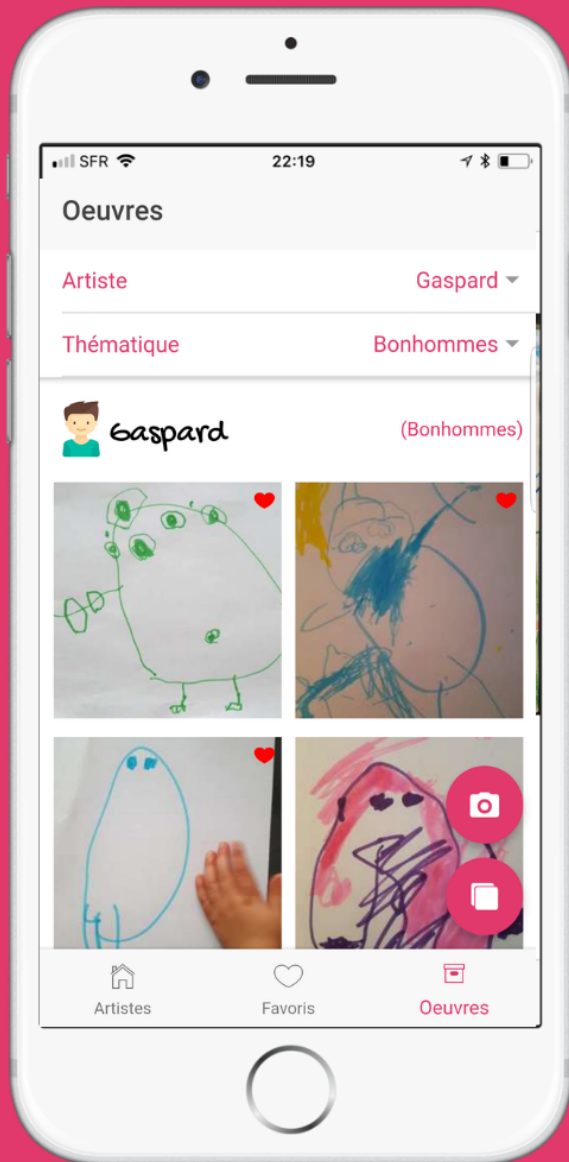 SFR 22:19
Oeuvres
Artiste Gaspard
Thématique Bonhommes
Gaspard (Bonhommes)
Artistes Favoris Oeuvres